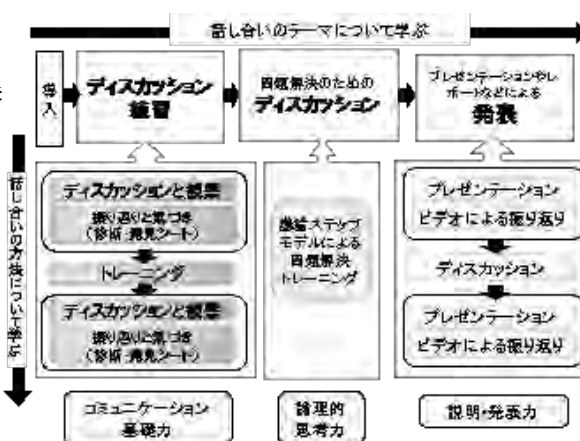 話し合いのテーマについて学ぶ
導入
ディスカッション
練習
問題解決のための
ディスカッション
プレゼンテーションやレ
ポートなどによる
発表
話し合いの方法について学ぶ
ディスカッションと観察
振り返りと気づき
(診断・発見シート)
トレーニング
ディスカッションと観察
振り返りと気づき
(診断・発見シート)
ステップ
モデルによる
問題解決
トレーニング
プレゼンテーション
ビデオによる振り返り
ディスカッション
プレゼンテーション
ビデオによる振り返り
コミュニケーション
基礎力
論理的
思考力
説明・発表力